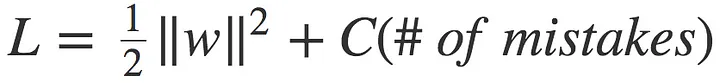 L = ½ ‖w‖² + C(# of mistakes)